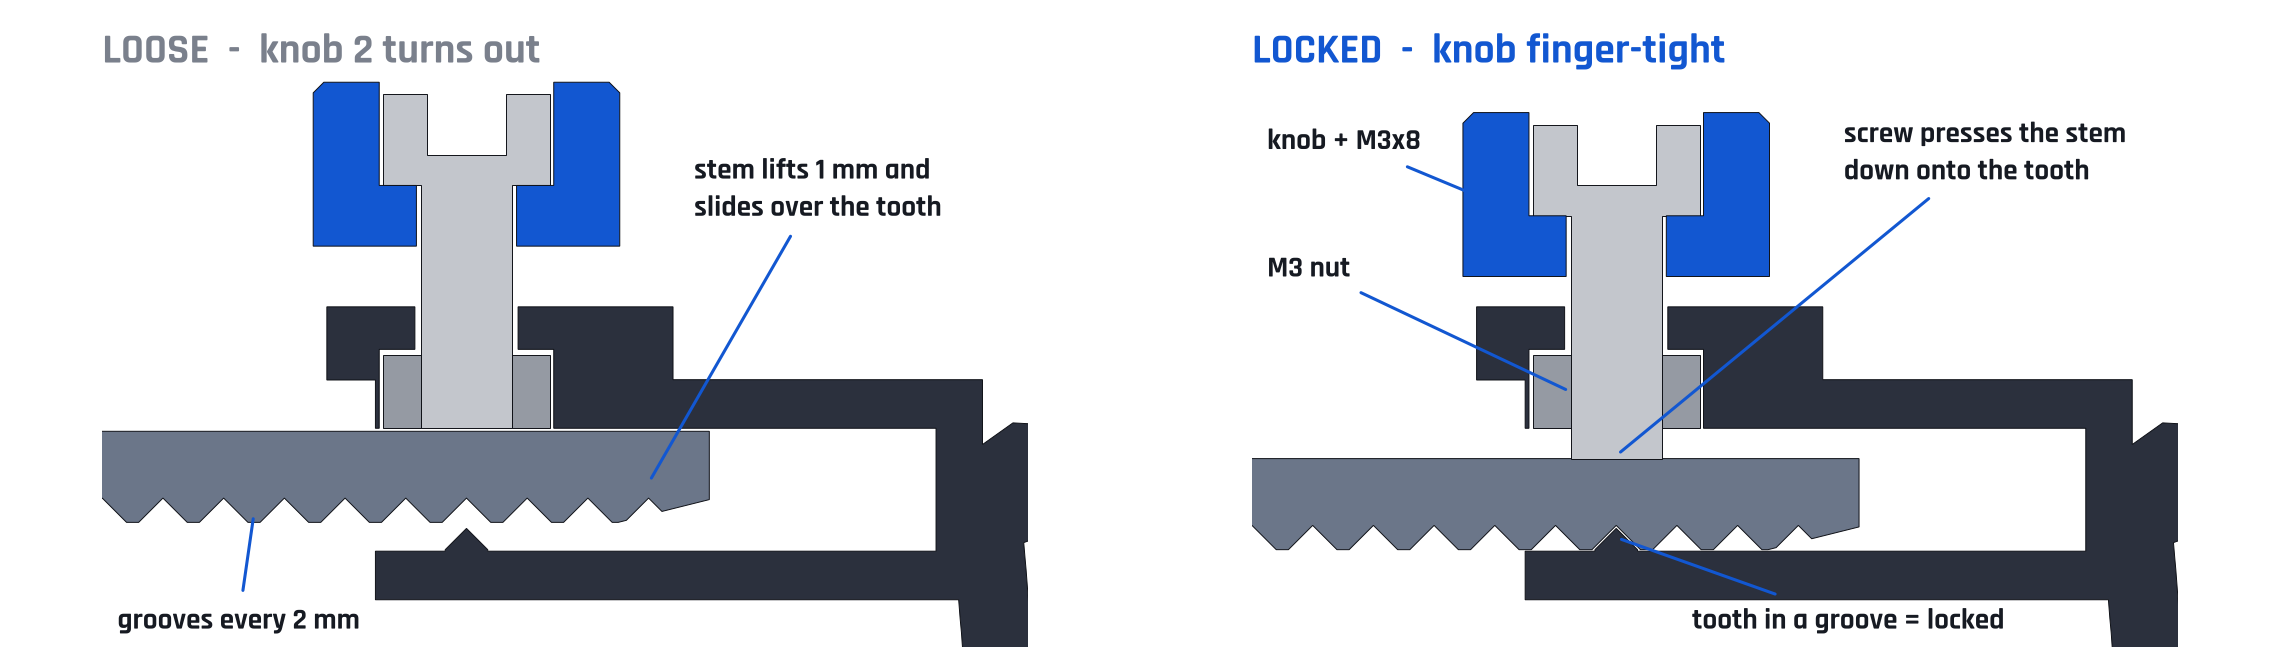 LOOSE - knob 2 turns out
stem lifts 1 mm and
slides over the tooth
grooves every 2 mm
LOCKED - knob finger-tight
knob + M3x8
screw presses the stem
down onto the tooth
M3 nut
tooth in a groove = locked